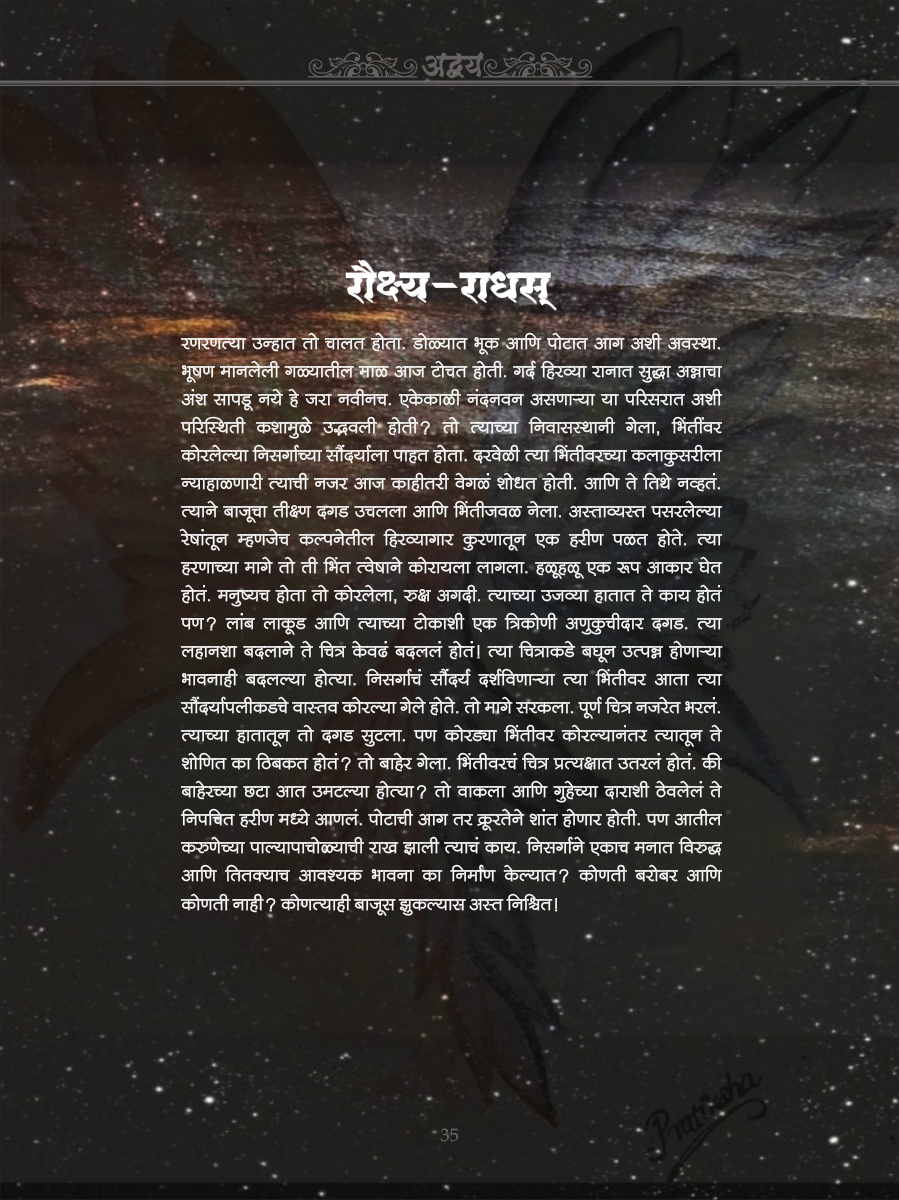 अद्वय
रौक्ष्य-राधस्
रणरणत्या उन्हात तो चालत होता. डोळ्यात भूक आणि पोटात आग अशी अवस्था.
भूषण मानलेली गळ्यातील माळ आज टोचत होती. गर्द हिरव्या रानात सुद्धा अन्नाचा
अंश सापडू नये हे जरा नवीनच. एकेकाळी नंदनवन असणाऱ्या या परिसरात अशी
परिस्थिती कशामुळे उद्भवली होती? तो त्याच्या निवासस्थानी गेला, भिंतींवर
कोरलेल्या निसर्गाच्या सौंदर्याला पाहत होता. दरवेळी त्या भिंतीवरच्या कलाकुसरीला
न्याहाळणारी त्याची नजर आज काहीतरी वेगळं शोधत होती. आणि ते तिथे नव्हतं.
त्याने बाजूचा तीक्ष्ण दगड उचलला आणि भिंतीजवळ नेला. अस्ताव्यस्त पसरलेल्या
रेषांतून म्हणजेच कल्पनेतील हिरव्यागार कुरणातून एक हरीण पळत होते. त्या
हरणाच्या मागे तो ती भिंत त्वेषाने कोरायला लागला. हळूहळू एक रूप आकार घेत
होतं. मनुष्यच होता तो कोरलेला, रुक्ष अगदी. त्याच्या उजव्या हातात ते काय होतं
पण? लांब लाकूड आणि त्याच्या टोकाशी एक त्रिकोणी अणुकुचीदार दगड. त्या
लहानशा बदलाने ते चित्र केवढं बदललं होतं! त्या चित्राकडे बघून उत्पन्न होणाऱ्या
भावनाही बदलल्या होत्या. निसर्गाचं सौंदर्य दर्शविणाऱ्या त्या भिंतीवर आता त्या
सौंदर्यापलीकडचे वास्तव कोरल्या गेले होते. तो मागे सरकला. पूर्ण चित्र नजरेत भरलं.
त्याच्या हातातून तो दगड सुटला. पण कोरड्या भिंतीवर कोरल्यानंतर त्यातून ते
शोणित का ठिबकत होतं? तो बाहेर गेला. भिंतीवरचं चित्र प्रत्यक्षात उतरलं होतं. की
बाहेरच्या छटा आत उमटल्या होत्या? तो वाकला आणि गुहेच्या दाराशी ठेवलेलं ते
निपचित हरीण मध्ये आणलं. पोटाची आग तर क्रूरतेने शांत होणार होती. पण आतील
करुणेच्या पाल्यापाचोळ्याची राख झाली त्याचं काय. निसर्गाने एकाच मनात विरुद्ध
आणि तितक्याच आवश्यक भावना का निर्माण केल्यात? कोणती बरोबर आणि
कोणती नाही? कोणत्याही बाजूस झुकल्यास अस्त निश्चित!
35